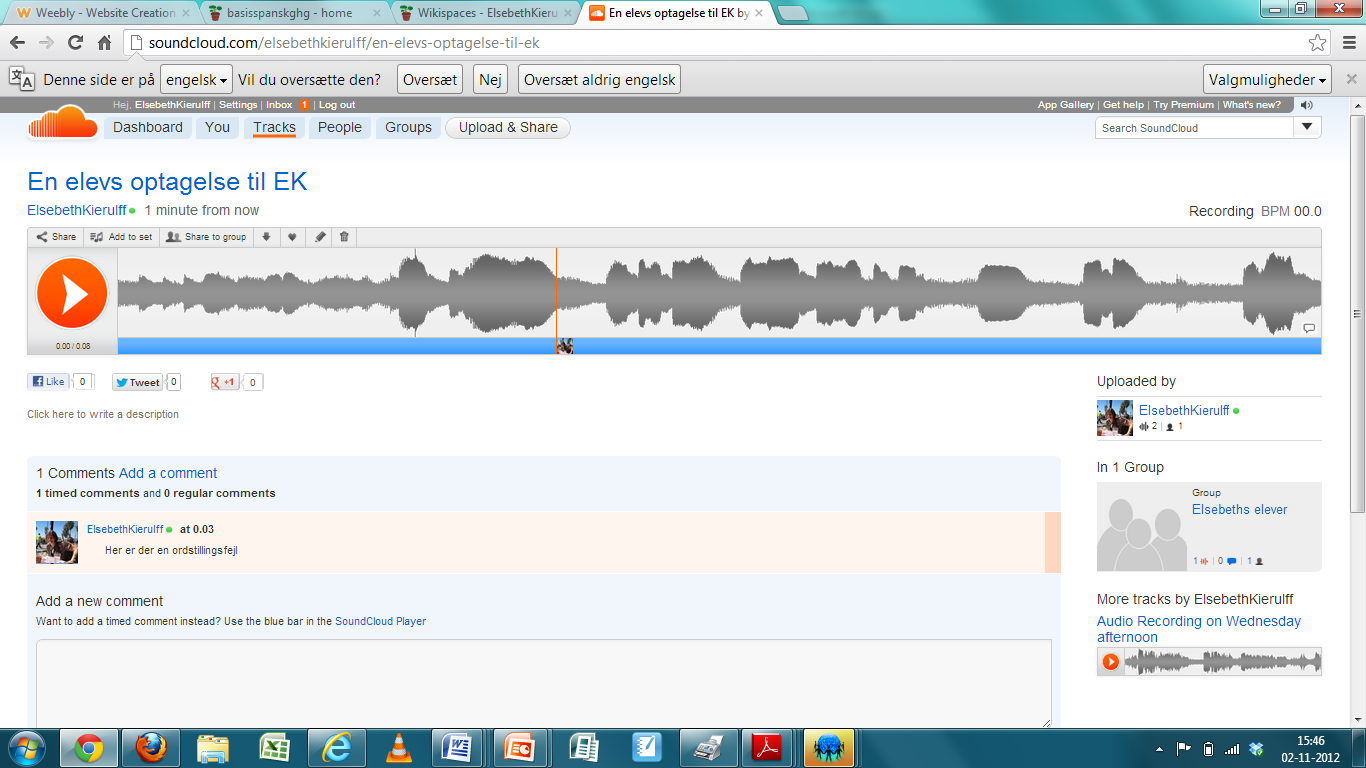 Weebly - Website Creation
basisspanskghg - home
Wikispaces - ElsebethKieru
En elevs optagelse til EK by
soundcloud.com/elsebethkierulff/en-elevs-optagelse-til-ek
Denne side er på engelsk Vil du oversætte den? Oversæt Nej Oversæt aldrig engelsk Valgmuligheder
Hej, ElsebethKierulff | Settings | Inbox 1 | Log out App Gallery | Get help | Try Premium | What's new?
Dashboard You Tracks People Groups Upload & Share Search SoundCloud
En elevs optagelse til EK
ElsebethKierulff 1 minute from now Recording BPM 00.0
Share Add to set Share to group
0.00 / 0.08
Like 0 Tweet 0 +1 0
Click here to write a description
1 Comments Add a comment
1 timed comments and 0 regular comments
ElsebethKierulff at 0.03
Her er der en ordstillingsfejl
Add a new comment
Want to add a timed comment instead? Use the blue bar in the SoundCloud Player
Uploaded by
ElsebethKierulff
2 | 1
In 1 Group
Group
Elsebeths elever
1 | 0 | 1
More tracks by ElsebethKierulff
Audio Recording on Wednesday
afternoon
15:46
02-11-2012